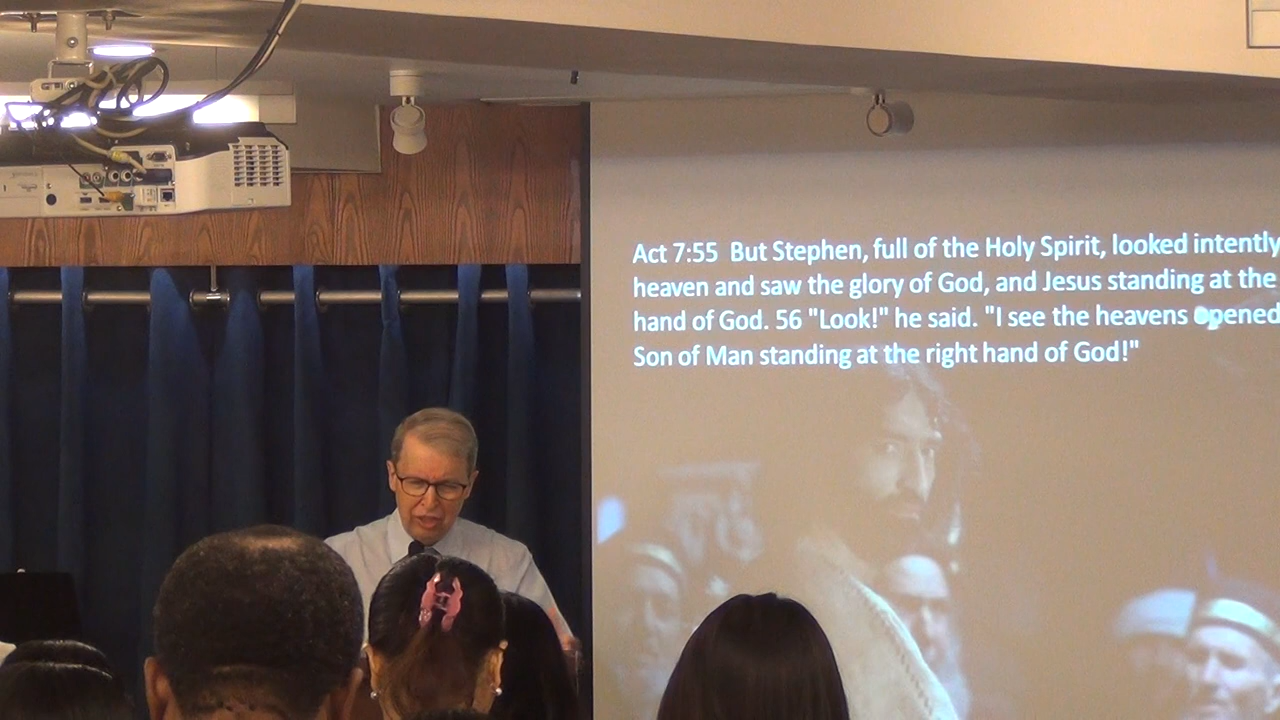 Act 7:55 But Stephen, full of the Holy Spirit, looked intently
heaven and saw the glory of God, and Jesus standing at the
hand of God. 56 "Look!" he said. "I see the heavens opened
Son of Man standing at the right hand of God!"